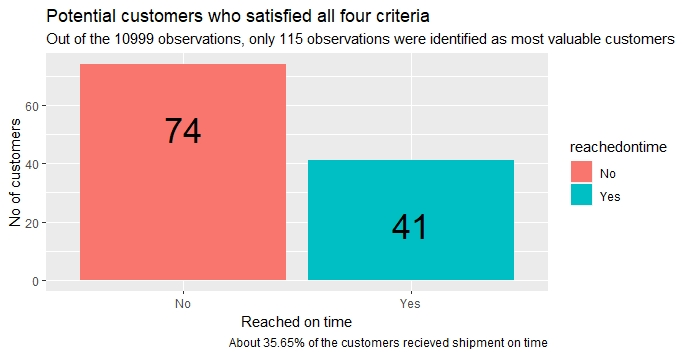 Potential customers who satisfied all four criteria
Out of the 10999 observations, only 115 observations were identified as most valuable customers
No of customers
60
40
20
0
74
41
No
Yes
Reached on time
reachedontime
No
Yes
About 35.65% of the customers recieved shipment on time